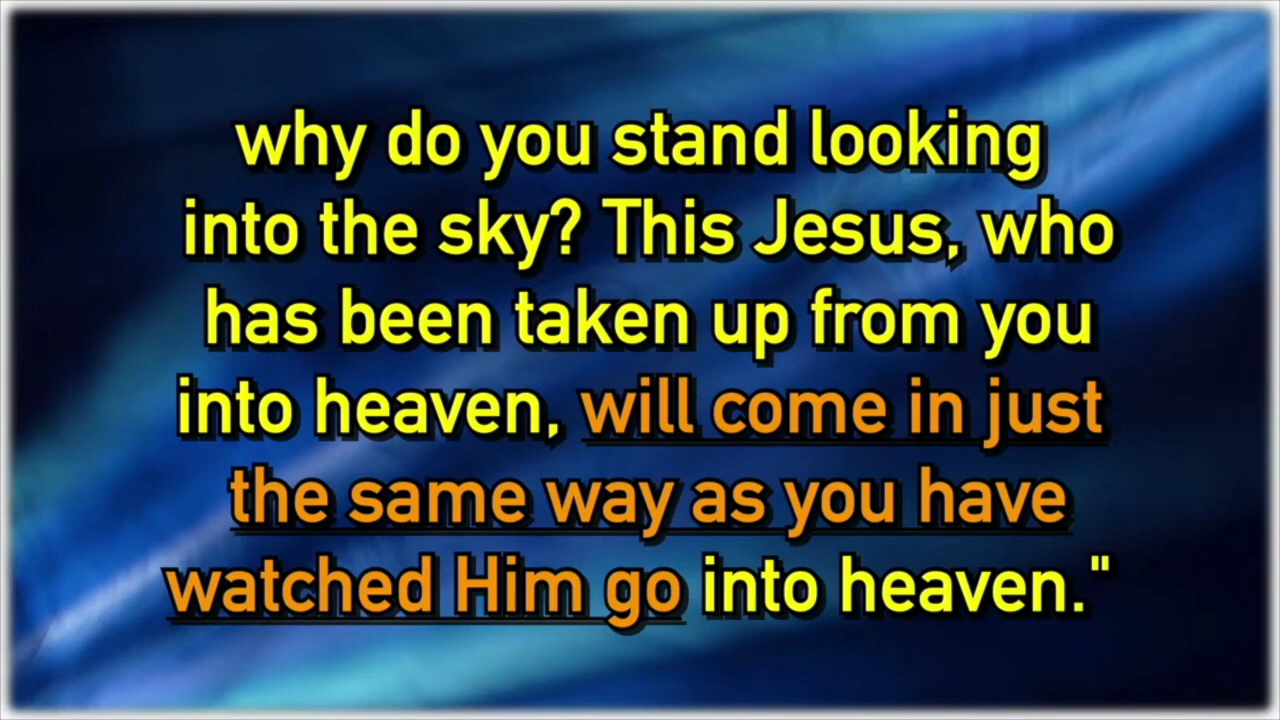 why do you stand looking
into the sky? This Jesus, who
has been taken up from you
into heaven, will come in just
the same way as you have
watched Him go into heaven."